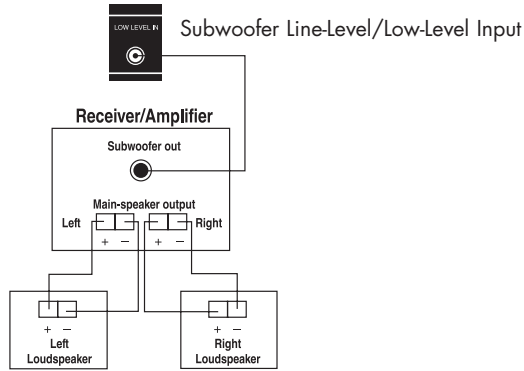 LOW LEVEL IN
Subwoofer Line-Level/Low-Level Input
Receiver/Amplifier
Subwoofer out
Main-speaker output
Left
Right
+ − + −
+ −
Left
Loudspeaker
+ −
Right
Loudspeaker